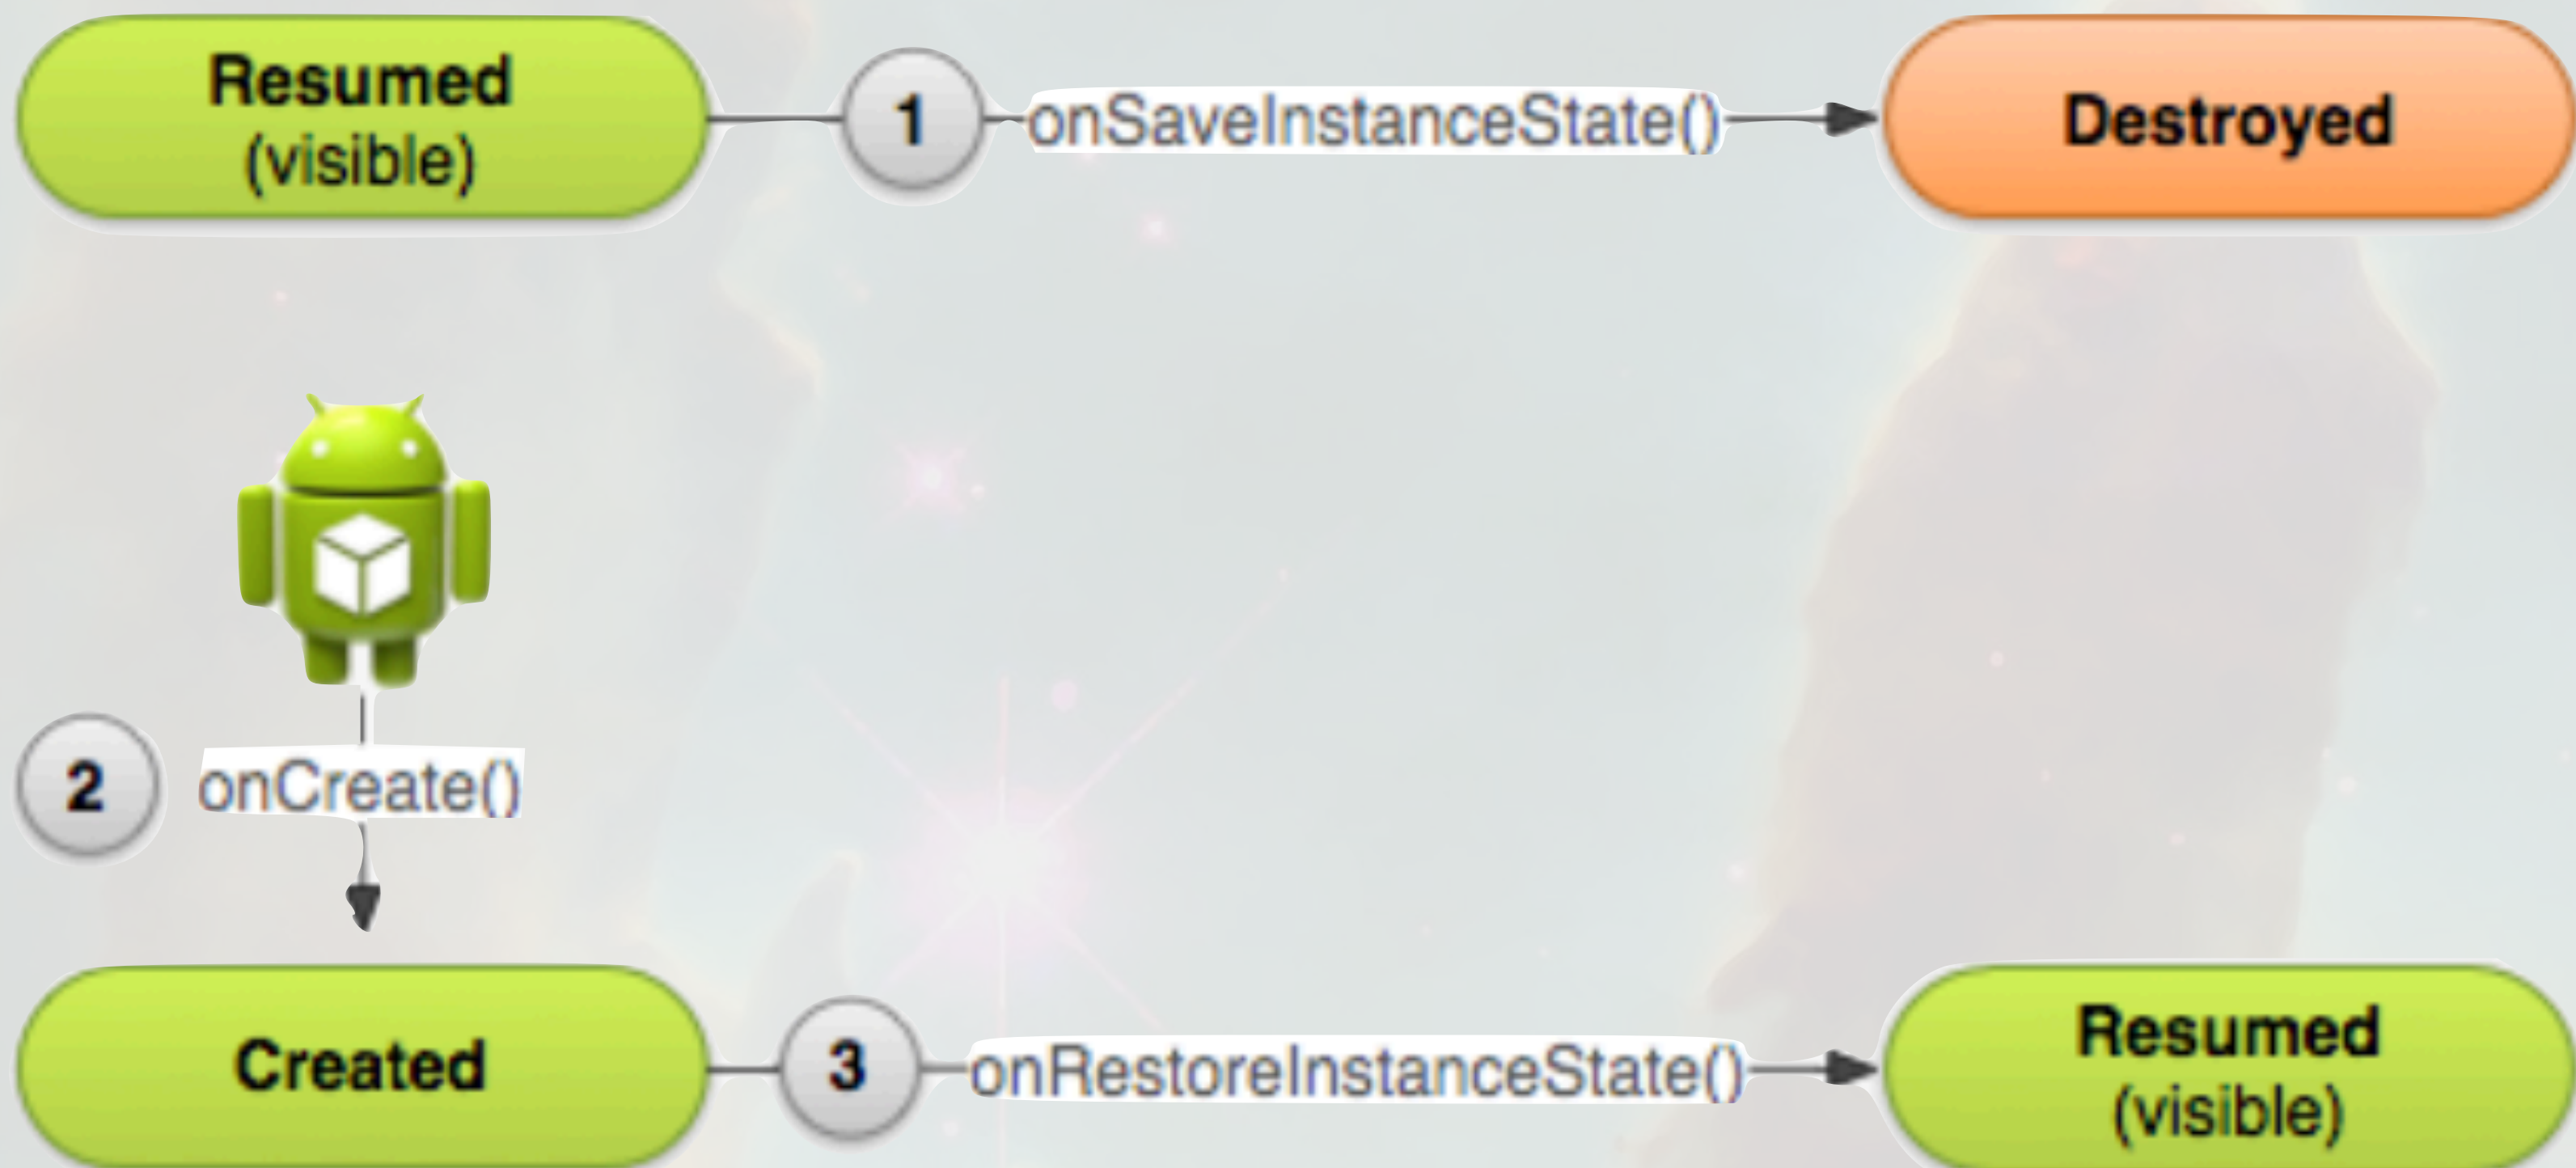 Resumed
(visible)
1
onSaveInstanceState()
Destroyed
2
onCreate()
Created
3
onRestoreInstanceState()
Resumed
(visible)